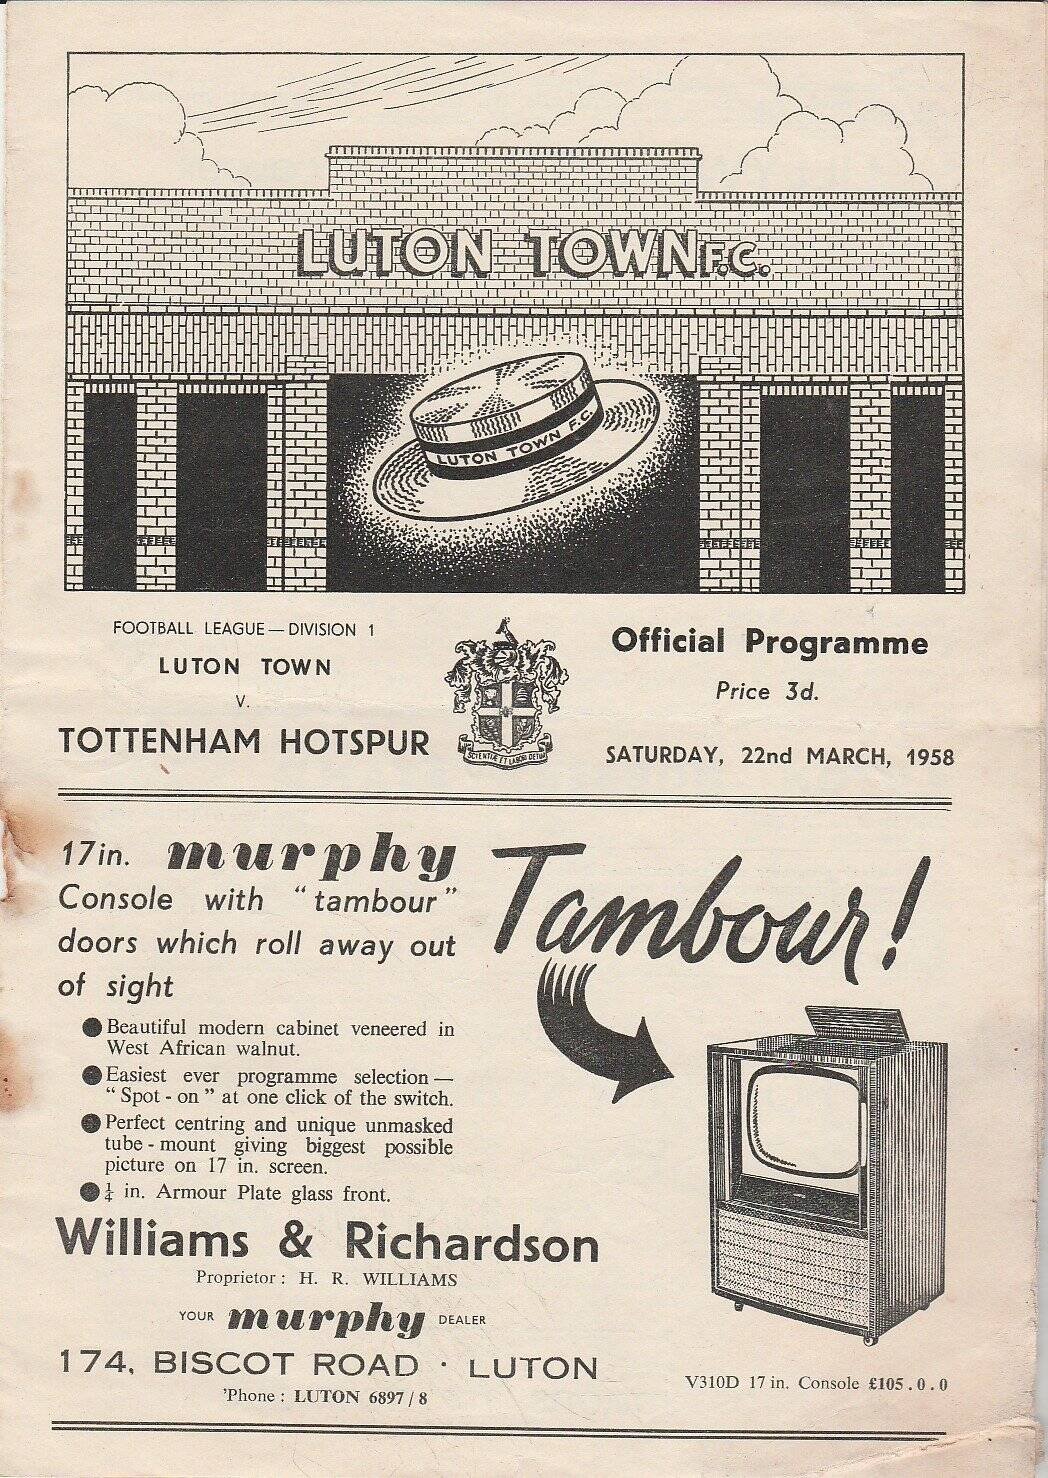 LUTON TOWN F.C.
LUTON TOWN F.C.
FOOTBALL LEAGUE — DIVISION 1
LUTON TOWN
V.
TOTTENHAM HOTSPUR
SCIENTIÆ ET LABORI DETUR
Official Programme
Price 3d.
SATURDAY, 22nd MARCH, 1958
17in. murphy
Console with "tambour"
doors which roll away out
of sight
Tambour!
● Beautiful modern cabinet veneered in
West African walnut.
● Easiest ever programme selection —
"Spot - on" at one click of the switch.
● Perfect centring and unique unmasked
tube - mount giving biggest possible
picture on 17 in. screen.
● ¼ in. Armour Plate glass front.
Williams & Richardson
Proprietor : H. R. WILLIAMS
YOUR murphy DEALER
174, BISCOT ROAD · LUTON
'Phone : LUTON 6897 / 8
V310D 17 in. Console £105 . 0 . 0